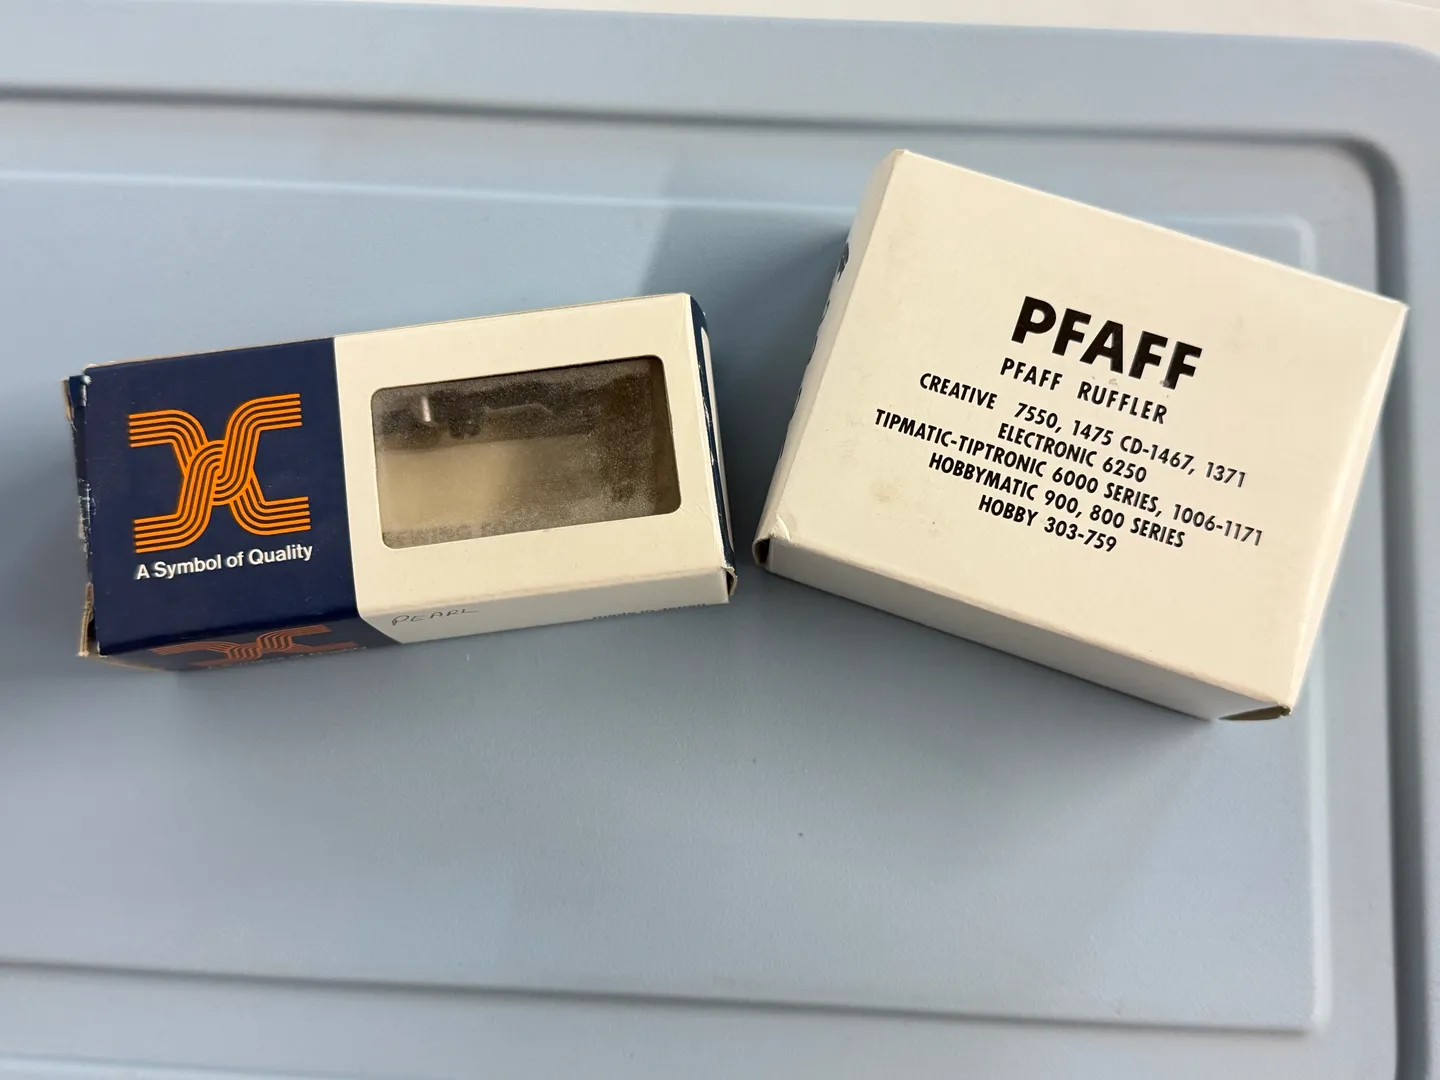 A Symbol of Quality
PEARL
PFAFF
PFAFF RUFFLER
CREATIVE 7550, 1475 CD-1467, 1371
ELECTRONIC 6250
TIPMATIC-TIPTRONIC 6000 SERIES, 1006-1171
HOBBYMATIC 900, 800 SERIES
HOBBY 303-759